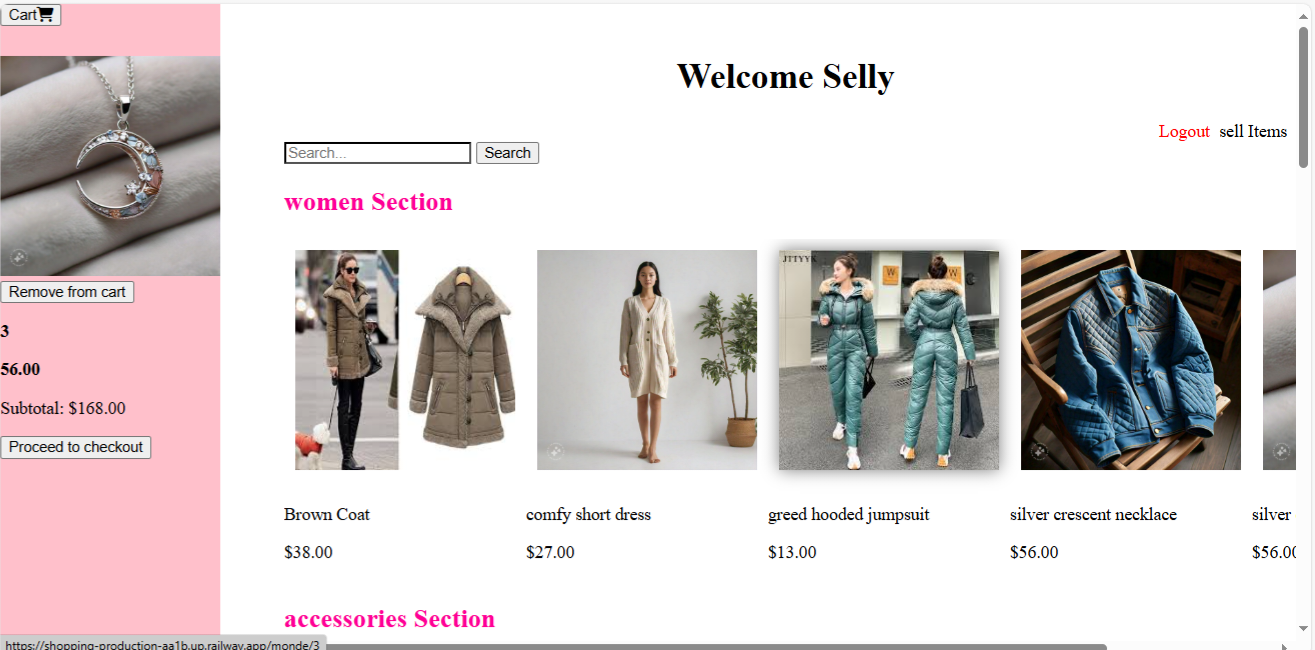 Cart
Welcome Selly
Logout sell Items
Search... Search
women Section
JTTYYK
W W
Remove from cart
3
56.00
Subtotal: $168.00
Proceed to checkout
Brown Coat comfy short dress greed hooded jumpsuit silver crescent necklace silver
$38.00 $27.00 $13.00 $56.00 $56.00
accessories Section
https://shopping-production-aa1b.up.railway.app/monde/3